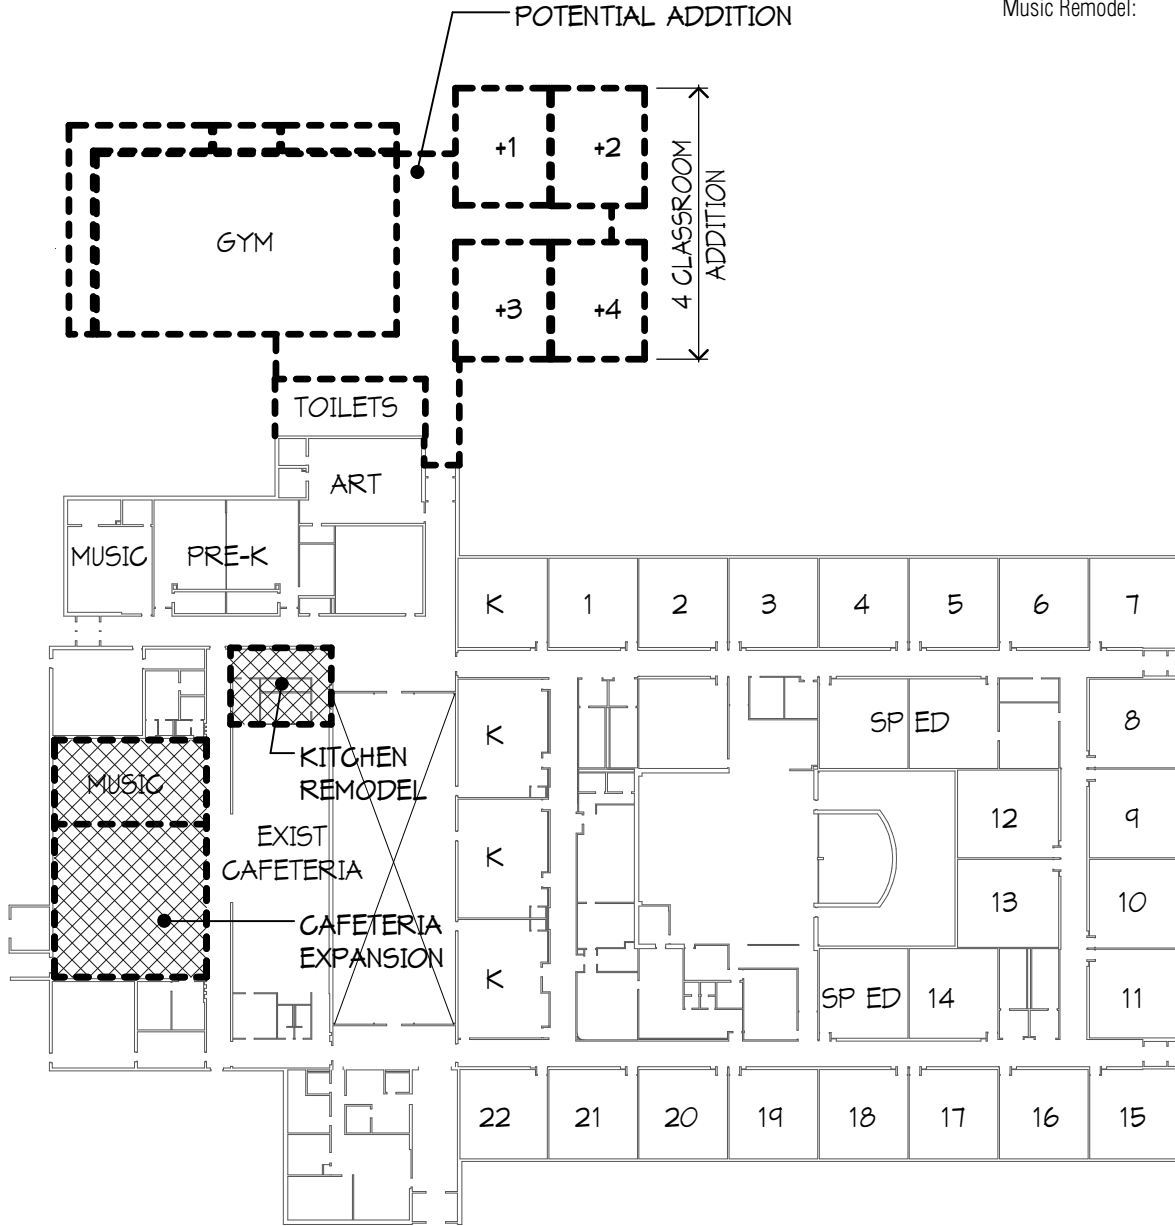 Music Remodel:
POTENTIAL ADDITION
+1
+2
+3
+4
4 CLASSROOM
ADDITION
GYM
TOILETS
ART
MUSIC
PRE-K
K
1
2
3
4
5
6
7
K
SP ED
8
MUSIC
KITCHEN
REMODEL
EXIST
CAFETERIA
K
12
9
13
10
CAFETERIA
EXPANSION
K
SP ED
14
11
22
21
20
19
18
17
16
15